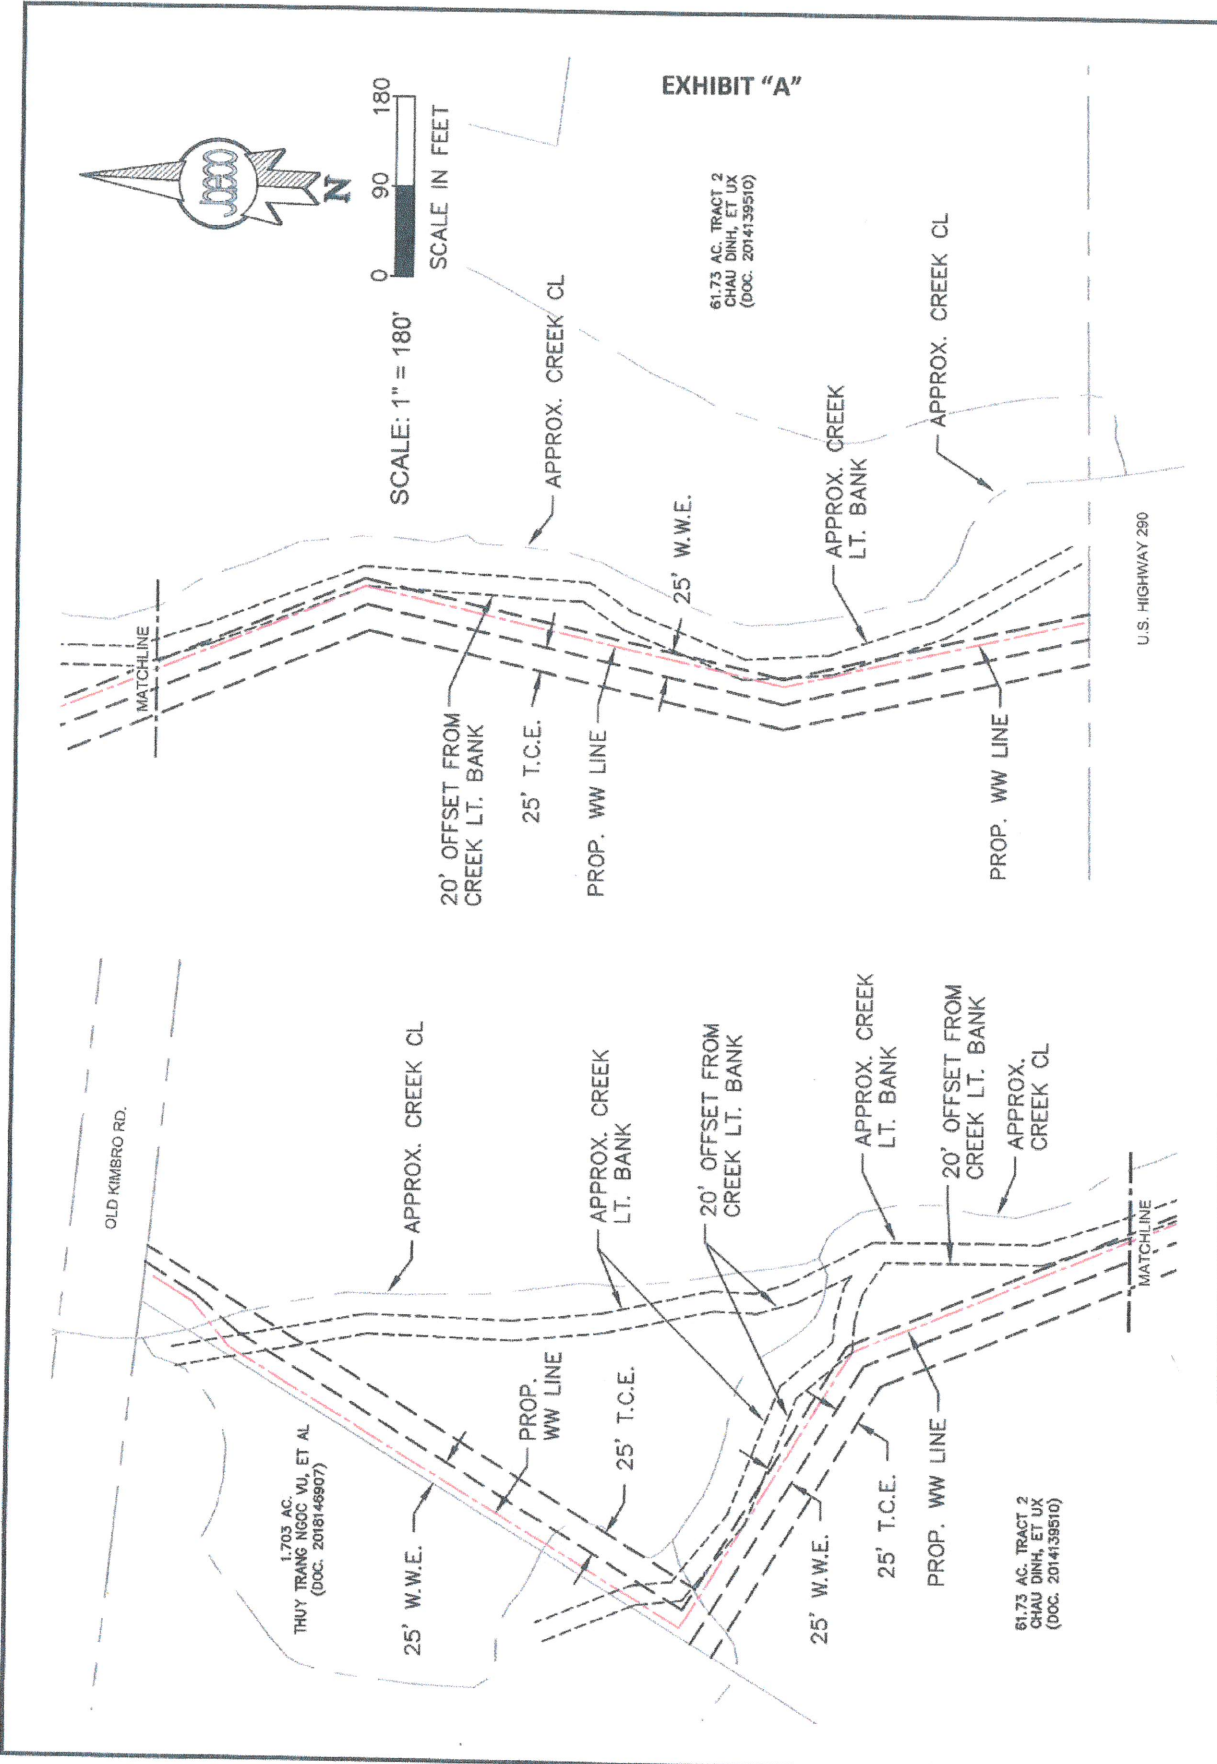 EXHIBIT "A"
N
0 90 180
SCALE IN FEET
SCALE: 1" = 180'
OLD KIMBRO RD.
1.703 AC.
THUY TRANG NGOC VU, ET AL
(DOC. 2018146907)
APPROX. CREEK CL
25' W.W.E.
PROP.
WW LINE
25' T.C.E.
APPROX. CREEK
LT. BANK
20' OFFSET FROM
CREEK LT. BANK
25' W.W.E.
25' T.C.E.
PROP. WW LINE
APPROX. CREEK
LT. BANK
20' OFFSET FROM
CREEK LT. BANK
APPROX.
CREEK CL
61.73 AC. TRACT 2
CHAU DINH, ET UX
(DOC. 2014139510)
MATCHLINE
MATCHLINE
20' OFFSET FROM
CREEK LT. BANK
25' T.C.E.
PROP. WW LINE
APPROX. CREEK CL
25' W.W.E.
61.73 AC. TRACT 2
CHAU DINH, ET UX
(DOC. 2014139510)
APPROX. CREEK
LT. BANK
APPROX. CREEK CL
PROP. WW LINE
U.S. HIGHWAY 290